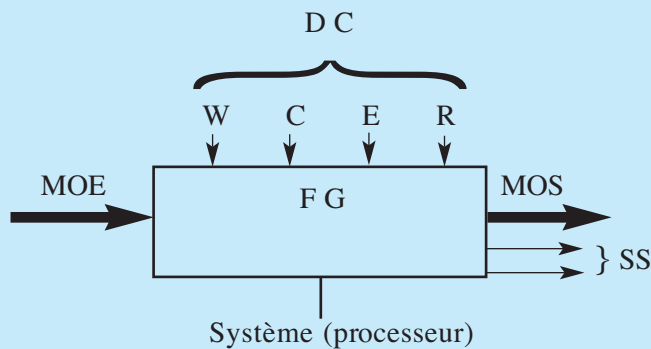 D C
W C E R
MOE
F G
MOS
} SS
Système (processeur)